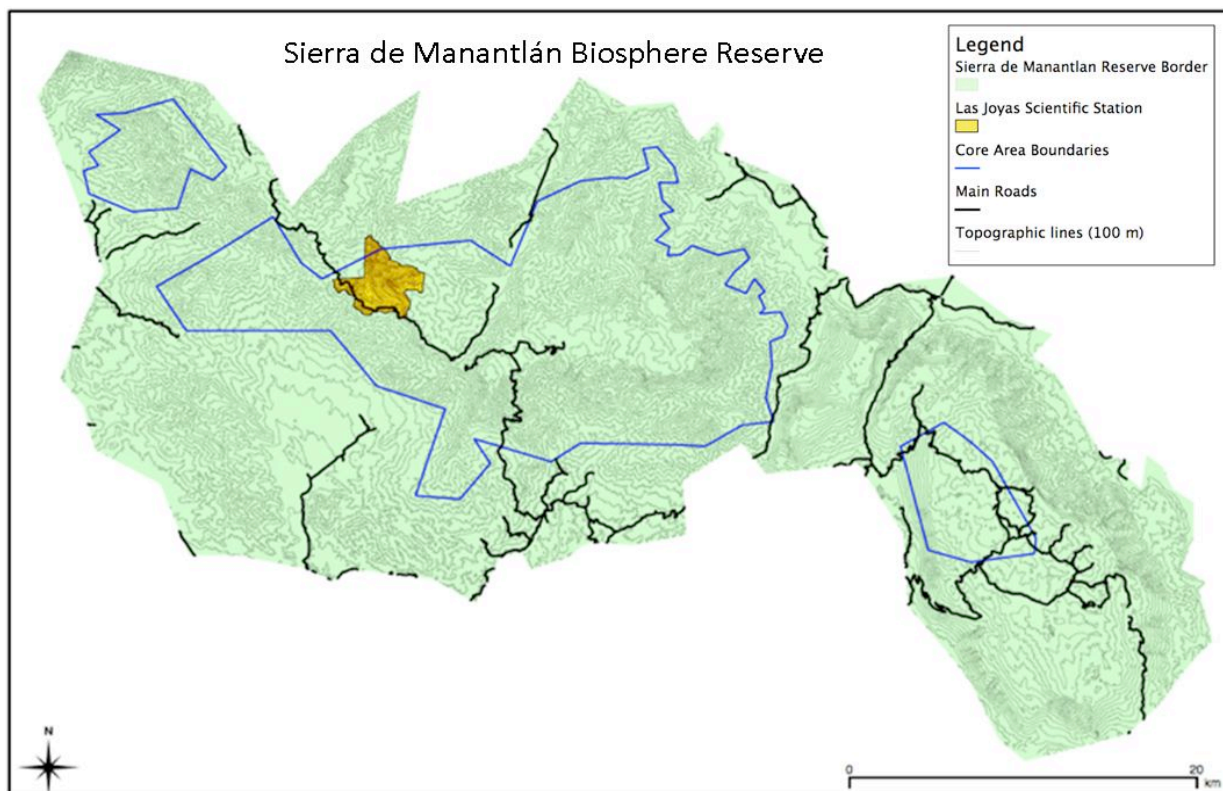 Sierra de Manantlán Biosphere Reserve
Legend
Sierra de Manantlan Reserve Border
Las Joyas Scientific Station
Core Area Boundaries
Main Roads
Topographic lines (100 m)
N
0 20
km